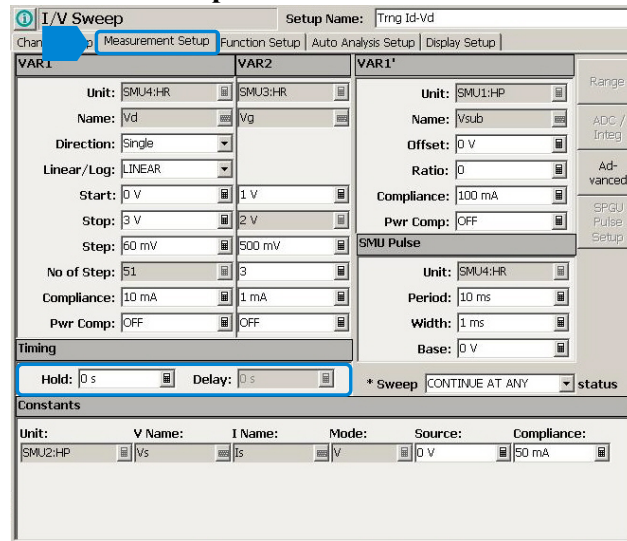 I/V Sweep Setup Name: Trng Id-Vd
Chan p Measurement Setup Function Setup Auto Analysis Setup Display Setup
VAR1 VAR2 VAR1'
Unit: SMU4:HR SMU3:HR Unit: SMU1:HP Range
Name: Vd Vg Name: Vsub ADC / Integ
Direction: Single Offset: 0 V
Linear/Log: LINEAR Ratio: 0 Ad-vanced
Start: 0 V 1 V Compliance: 100 mA SPGU Pulse Setup
Stop: 3 V 2 V Pwr Comp: OFF
Step: 60 mV 500 mV SMU Pulse
No of Step: 51 3 Unit: SMU4:HR
Compliance: 10 mA 1 mA Period: 10 ms
Pwr Comp: OFF OFF Width: 1 ms
Timing Base: 0 V
Hold: 0 s Delay: 0 s * Sweep CONTINUE AT ANY status
Constants
Unit: V Name: I Name: Mode: Source: Compliance:
SMU2:HP Vs Is V 0 V 50 mA